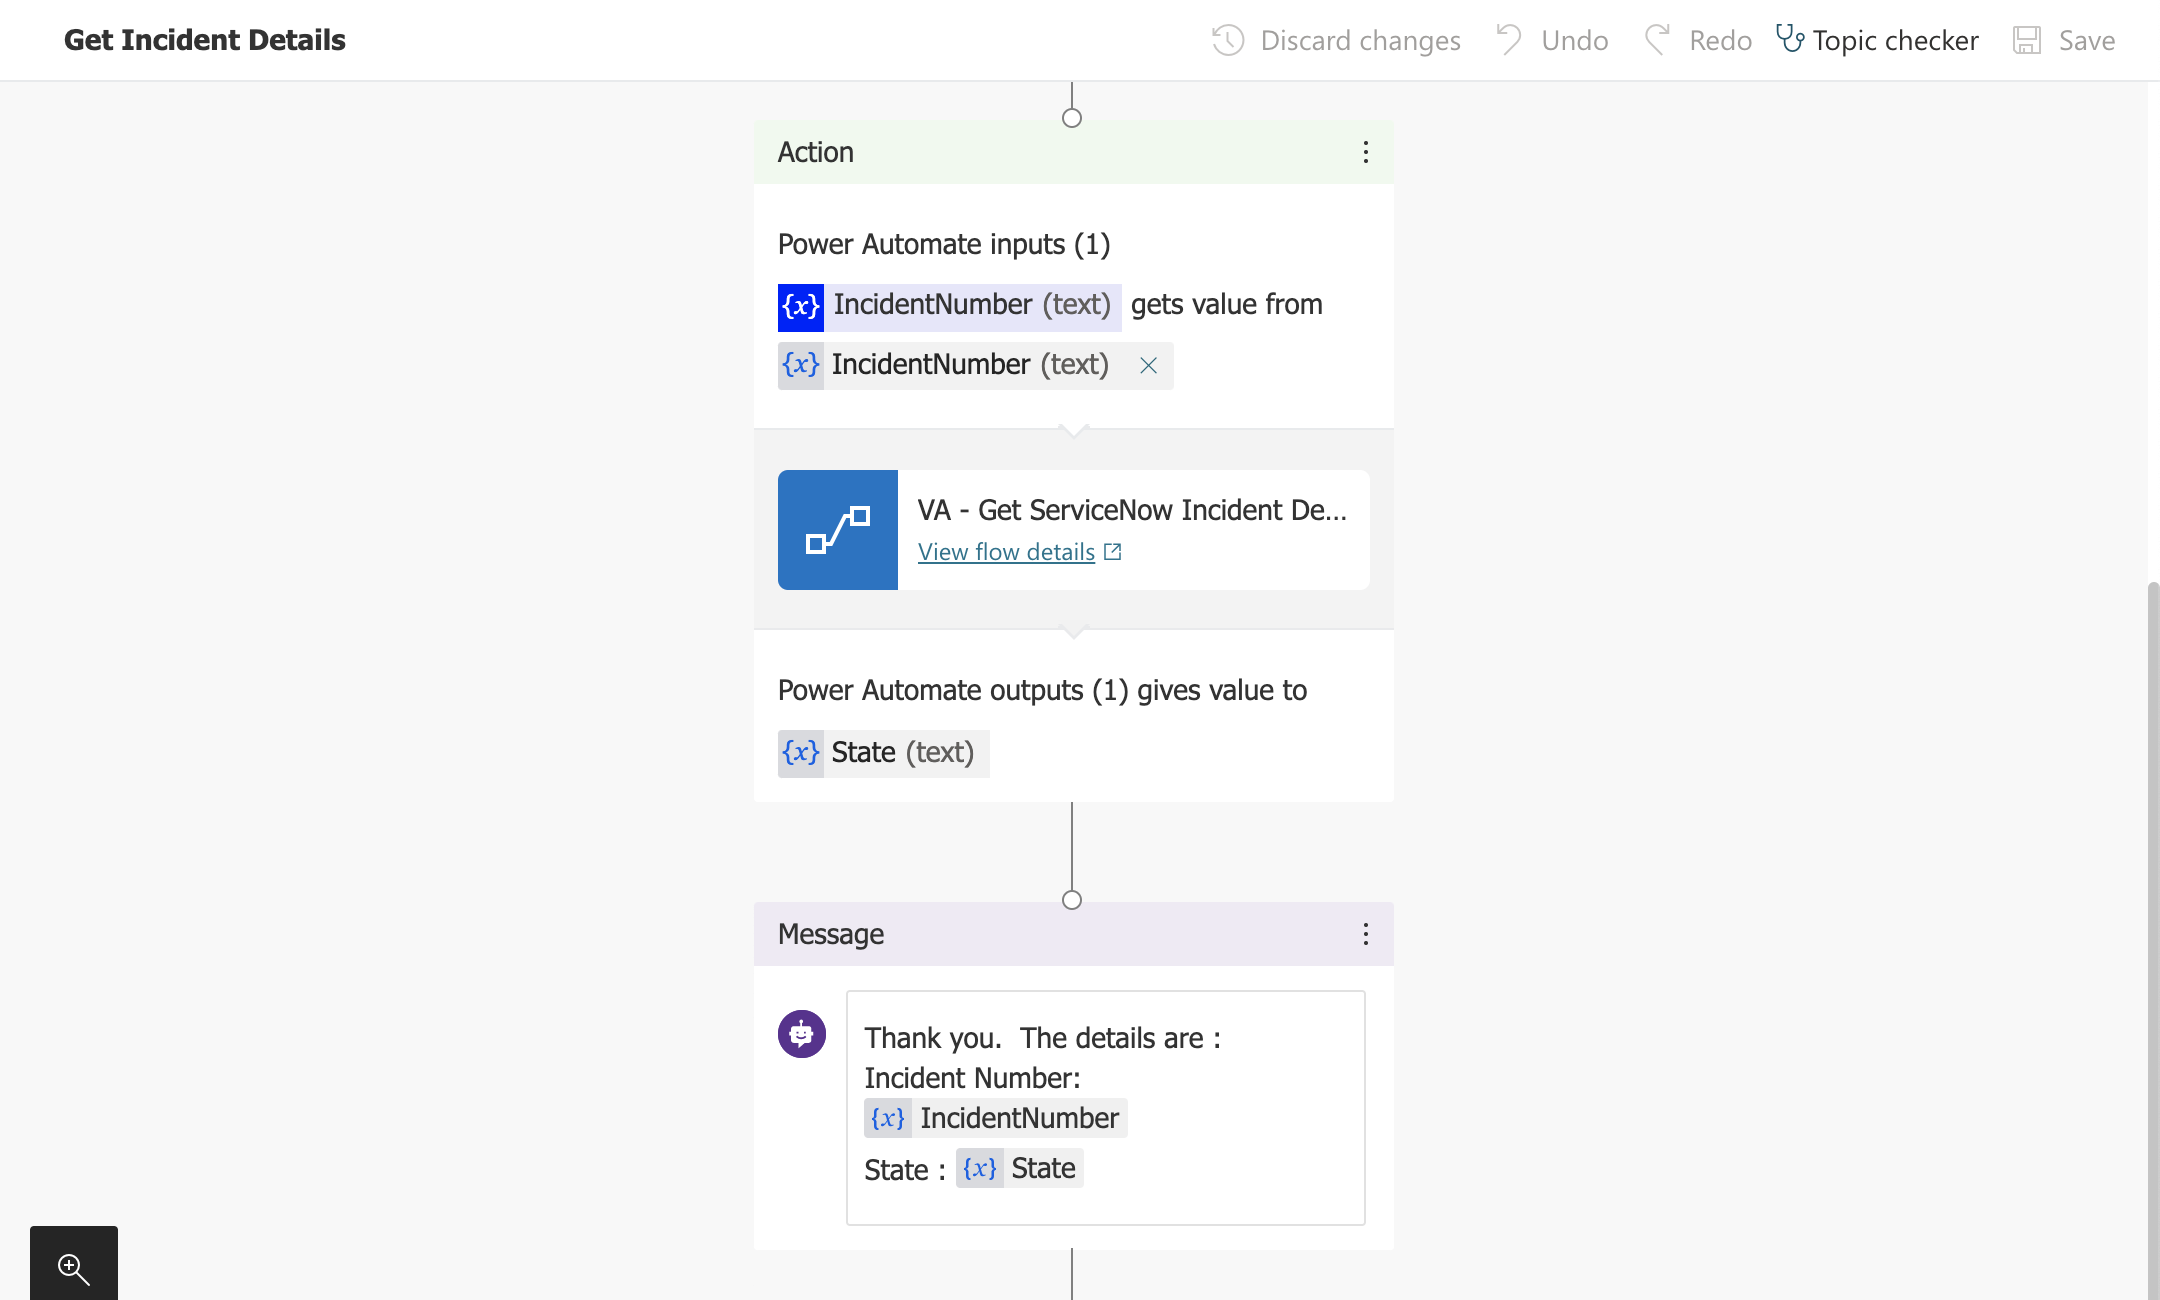 Get Incident Details
Discard changes
Undo
Redo
Topic checker
Save
Action
Power Automate inputs (1)
{x} IncidentNumber (text) gets value from
{x} IncidentNumber (text)
VA - Get ServiceNow Incident De...
View flow details
Power Automate outputs (1) gives value to
{x} State (text)
Message
Thank you.  The details are :
Incident Number:
{x} IncidentNumber
State : {x} State